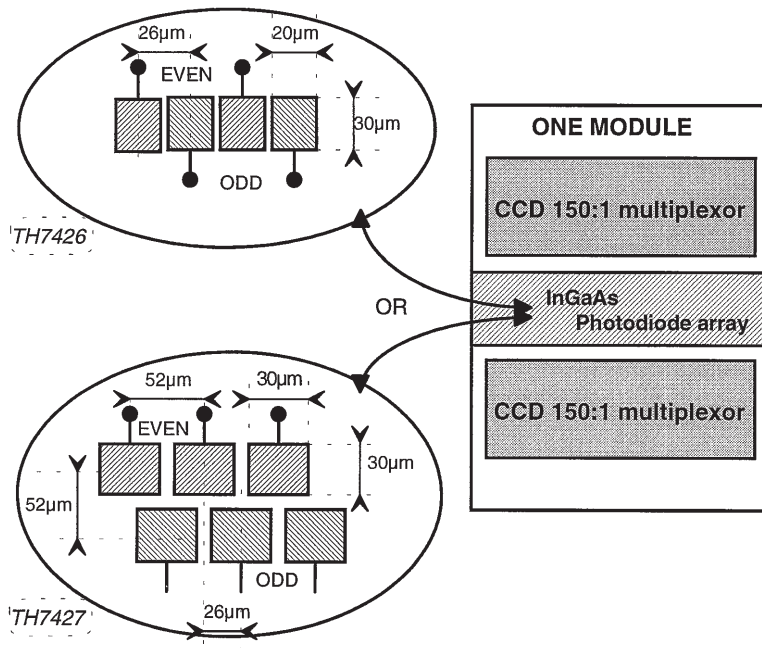 26µm
20µm
EVEN
30µm
ODD
TH7426
ONE MODULE
CCD 150:1 multiplexor
InGaAs
Photodiode array
CCD 150:1 multiplexor
OR
52µm
30µm
EVEN
30µm
52µm
ODD
TH7427
26µm